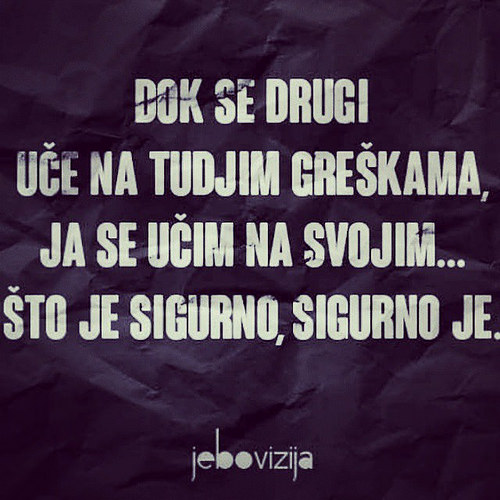 DOK SE DRUGI
UČE NA TUDJIM GREŠKAMA,
JA SE UČIM NA SVOJIM...
ŠTO JE SIGURNO, SIGURNO JE.
jebovizija